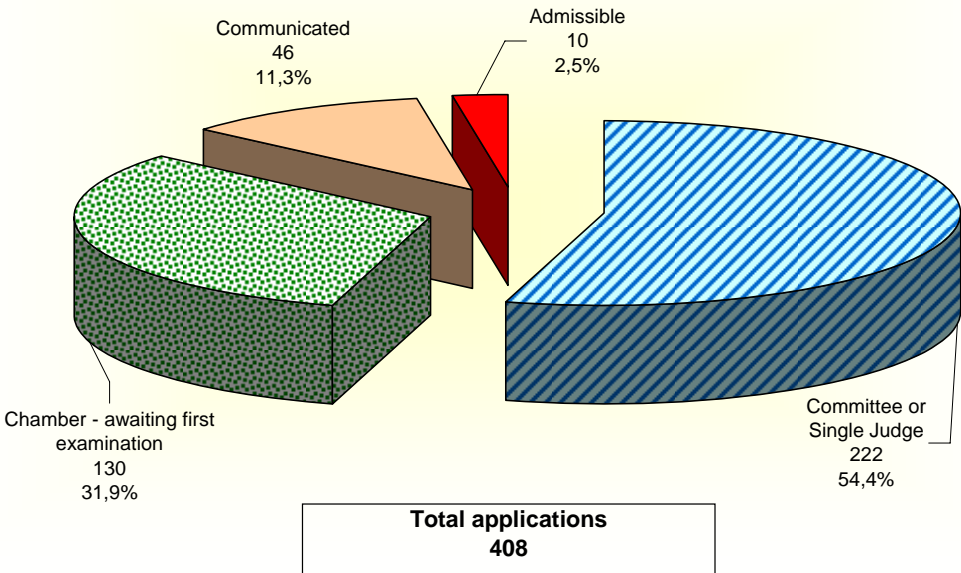 Admissible
10
2,5%
Communicated
46
11,3%
Chamber - awaiting first
examination
130
31,9%
Committee or
Single Judge
222
54,4%
Total applications
408